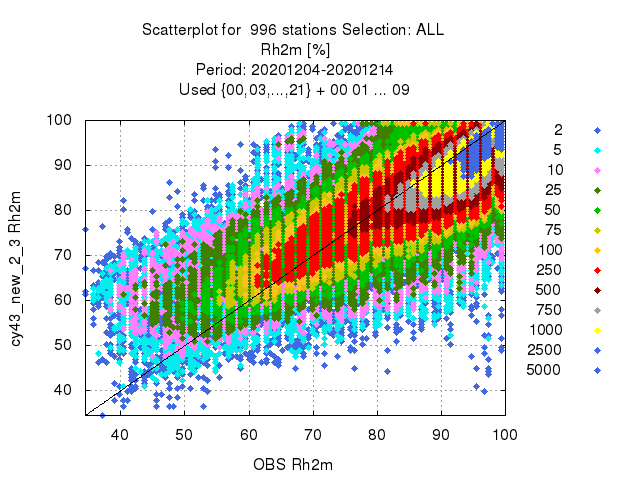 Scatterplot for 996 stations Selection: ALL
Rh2m [%]
Period: 20201204-20201214
Used {00,03,...,21} + 00 01 ... 09
100
90
80
70
60
50
40
cy43_new_2_3 Rh2m
40 50 60 70 80 90 100
OBS Rh2m
2
5
10
25
50
75
100
250
500
750
1000
2500
5000